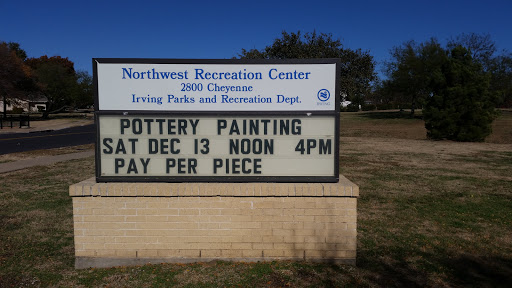 Northwest Recreation Center
2800 Cheyenne
Irving Parks and Recreation Dept.
POTTERY PAINTING
SAT DEC 13 NOON 4PM
PAY PER PIECE